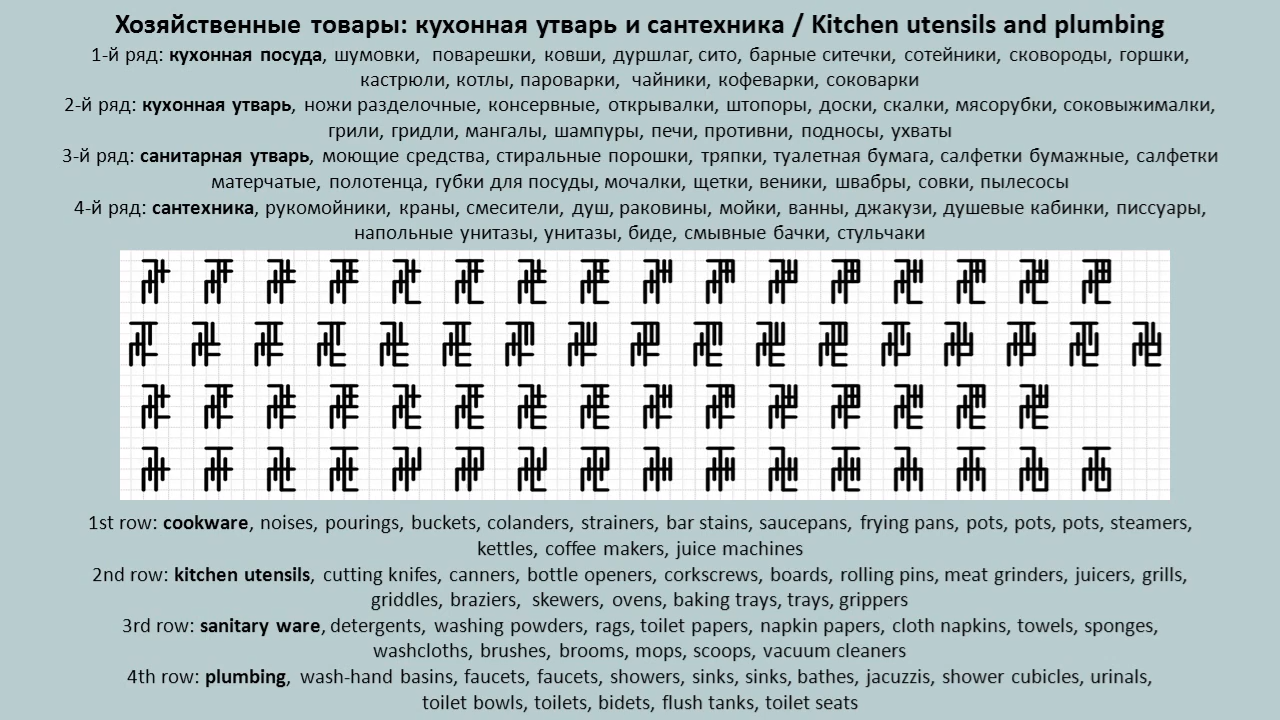 Хозяйственные товары: кухонная утварь и сантехника / Kitchen utensils and plumbing
1-й ряд: кухонная посуда, шумовки, поварешки, ковши, дуршлаг, сито, барные ситечки, сотейники, сковороды, горшки,
кастрюли, котлы, пароварки, чайники, кофеварки, соковарки
2-й ряд: кухонная утварь, ножи разделочные, консервные, открывалки, штопоры, доски, скалки, мясорубки, соковыжималки,
грили, гридли, мангалы, шампуры, печи, противни, подносы, ухваты
3-й ряд: санитарная утварь, моющие средства, стиральные порошки, тряпки, туалетная бумага, салфетки бумажные, салфетки
матерчатые, полотенца, губки для посуды, мочалки, щетки, веники, швабры, совки, пылесосы
4-й ряд: сантехника, рукомойники, краны, смесители, душ, раковины, мойки, ванны, джакузи, душевые кабинки, писсуары,
напольные унитазы, унитазы, биде, смывные бачки, стульчаки
1st row: cookware, noises, pourings, buckets, colanders, strainers, bar stains, saucepans, frying pans, pots, pots, pots, steamers,
kettles, coffee makers, juice machines
2nd row: kitchen utensils, cutting knifes, canners, bottle openers, corkscrews, boards, rolling pins, meat grinders, juicers, grills,
griddles, braziers, skewers, ovens, baking trays, trays, grippers
3rd row: sanitary ware, detergents, washing powders, rags, toilet papers, napkin papers, cloth napkins, towels, sponges,
washcloths, brushes, brooms, mops, scoops, vacuum cleaners
4th row: plumbing, wash-hand basins, faucets, faucets, showers, sinks, sinks, bathes, jacuzzis, shower cubicles, urinals,
toilet bowls, toilets, bidets, flush tanks, toilet seats